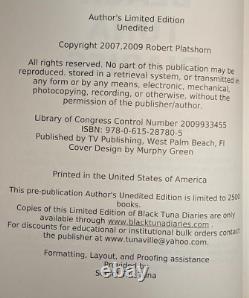 Author's Limited Edition
Unedited
Copyright 2007,2009 Robert Platshorn
All rights reserved. No part of this publication may be
reproduced. stored in a retrieval system, or transmitted in
any form or by any means, electronic, mechanical,
photocopying, recording, or otherwise, without the
permission of the publisher/author.
Library of Congress Control Number 2009933455
ISBN: 978-0-615-28780-5
Published by TV Publishing, West Palm Beach, Fl
Cover Design by Murphy Green
Printed in the United States of America
This pre-publication Author's Unedited Edition is limited to 2500
books.
Copies of this Limited Edition of Black Tuna Diaries are only
available through www.blacktunadiaries.com.
For discounts for educational or institution bulk orders contact
the publisher at www.tunaville@yahoo.com.
Formatting, Layout, and Proofing assistance
Provided by